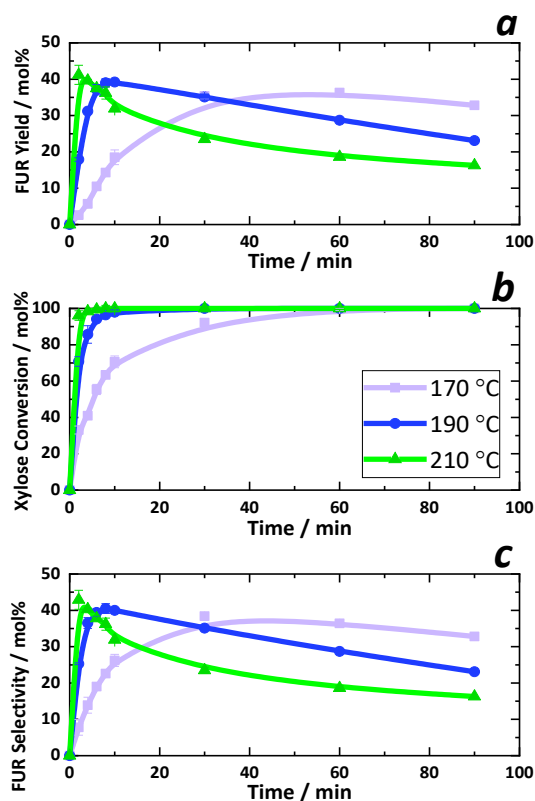 a
FUR Yield / mol%
50
40
30
20
10
0
0 20 40 60 80 100
Time / min
b
Xylose Conversion / mol%
100
80
60
40
20
0
170 °C
190 °C
210 °C
0 20 40 60 80 100
Time / min
c
FUR Selectivity / mol%
50
40
30
20
10
0
0 20 40 60 80 100
Time / min